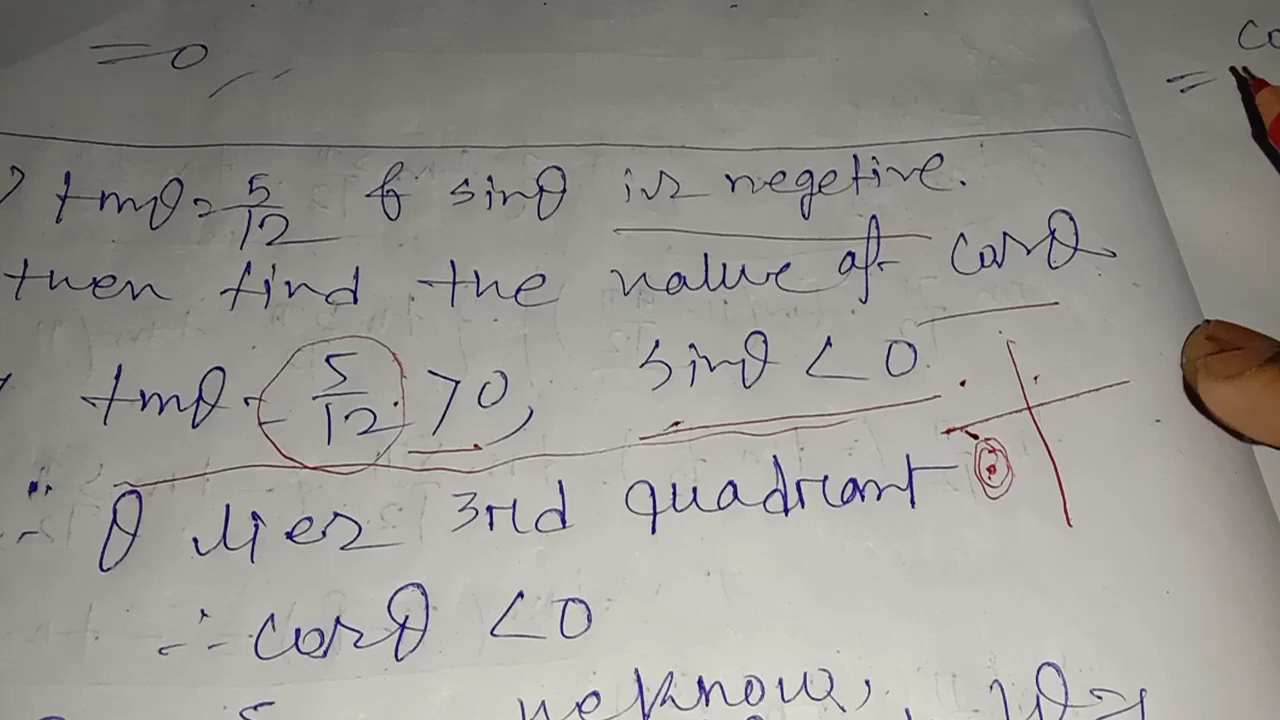 =0
Co
=
tanθ = 5/12 & sinθ is negetive.
then find the value of cosθ
tanθ = 5/12 >0, sinθ < 0.
∴ θ lies 3rd quadrant
∴ cosθ <0
we know,